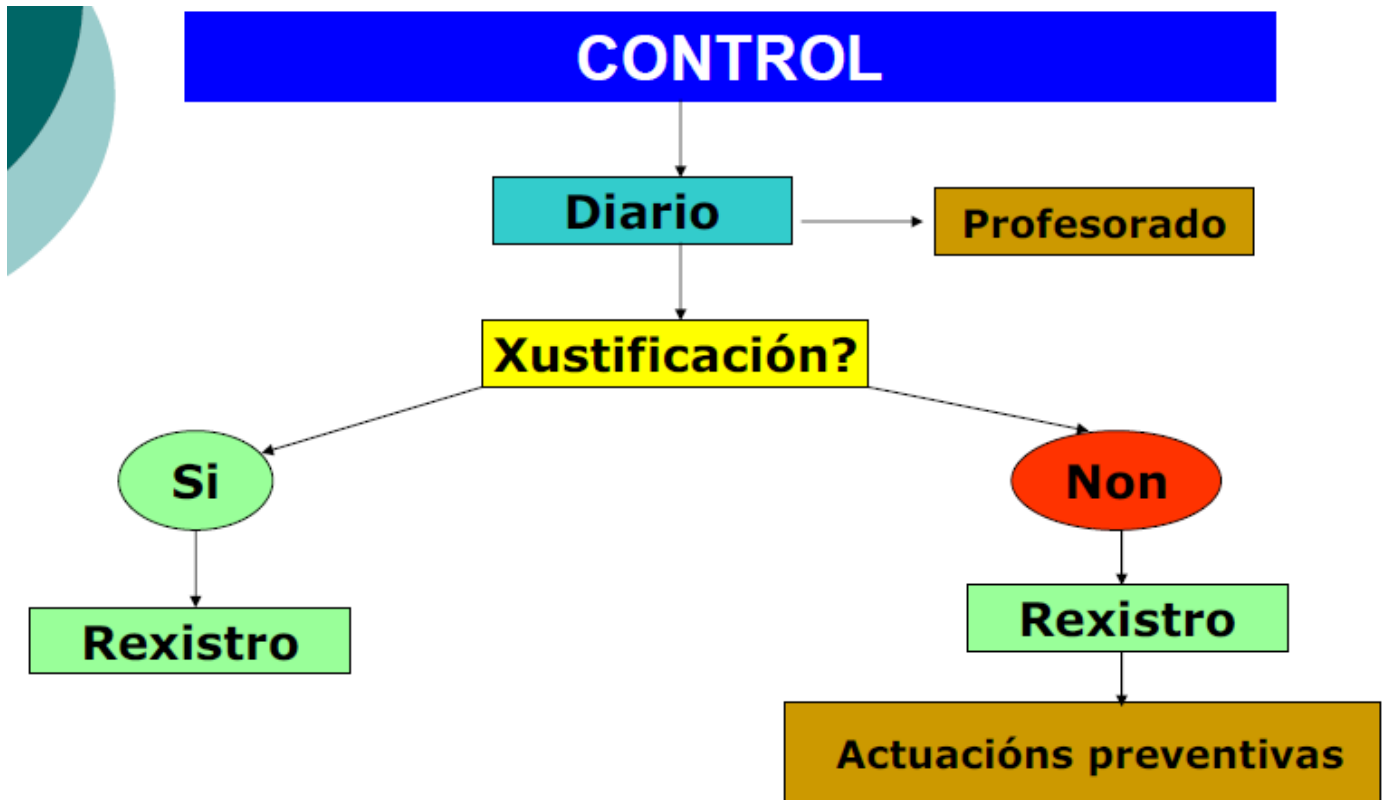 CONTROL
Diario
Profesorado
Xustificación?
Si
Non
Rexistro
Rexistro
Actuacións preventivas